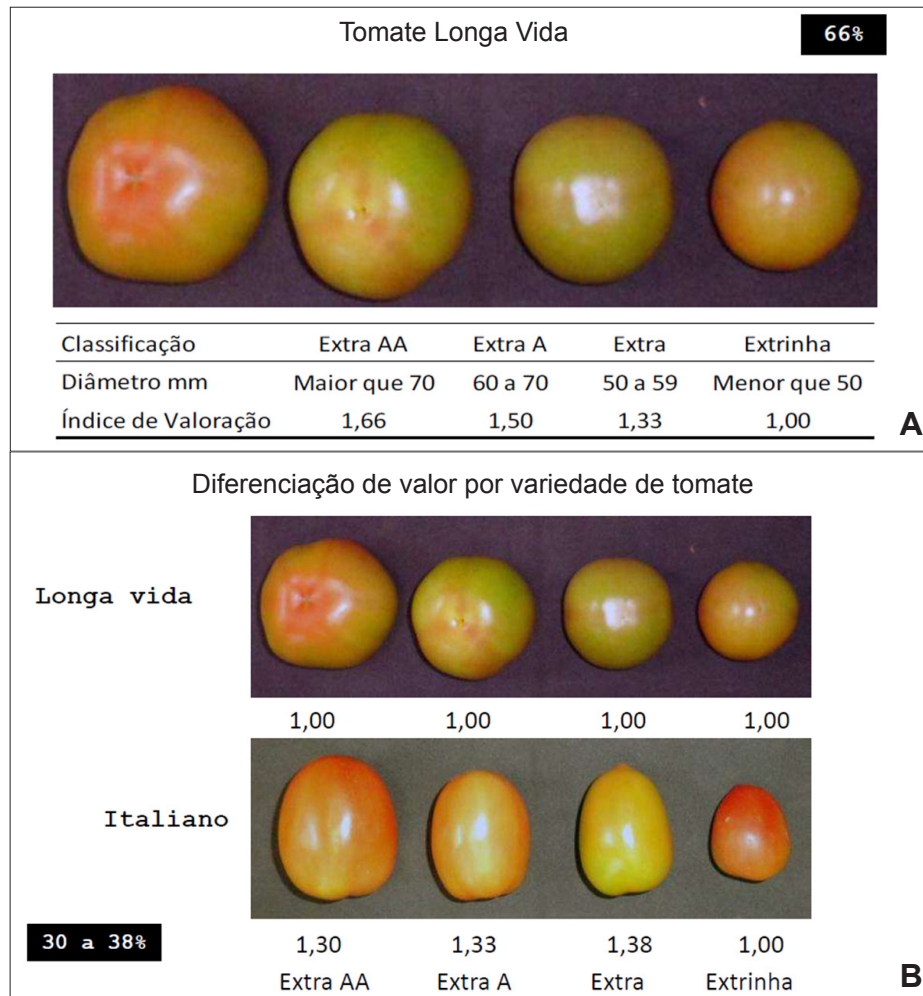 Tomate Longa Vida 66%
Classificação Extra AA Extra A Extra Extrinha
Diâmetro mm Maior que 70 60 a 70 50 a 59 Menor que 50
Índice de Valoração 1,66 1,50 1,33 1,00
A
Diferenciação de valor por variedade de tomate
Longa vida
1,00 1,00 1,00 1,00
Italiano
30 a 38% 1,30 1,33 1,38 1,00
Extra AA Extra A Extra Extrinha
B